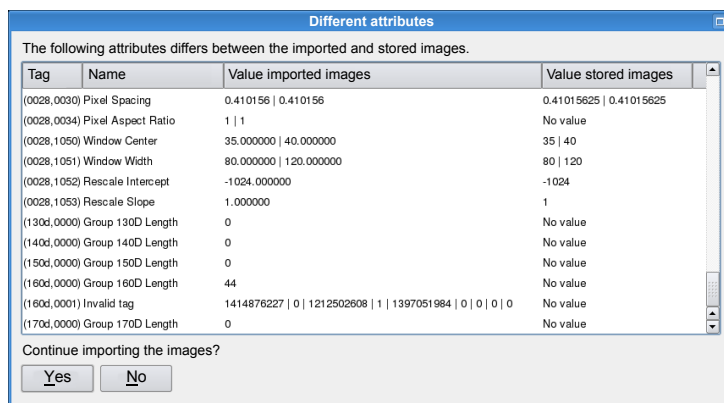 Different attributes
The following attributes differs between the imported and stored images.
Tag Name Value imported images Value stored images
(0028,0030) Pixel Spacing 0.410156 | 0.410156 0.41015625 | 0.41015625
(0028,0034) Pixel Aspect Ratio 1 | 1 No value
(0028,1050) Window Center 35.000000 | 40.000000 35 | 40
(0028,1051) Window Width 80.000000 | 120.000000 80 | 120
(0028,1052) Rescale Intercept -1024.000000 -1024
(0028,1053) Rescale Slope 1.000000 1
(130d,0000) Group 130D Length 0 No value
(140d,0000) Group 140D Length 0 No value
(150d,0000) Group 150D Length 0 No value
(160d,0000) Group 160D Length 44 No value
(160d,0001) Invalid tag 1414876227 | 0 | 1212502608 | 1 | 1397051984 | 0 | 0 | 0 | 0 No value
(170d,0000) Group 170D Length 0 No value
Continue importing the images?
Yes No